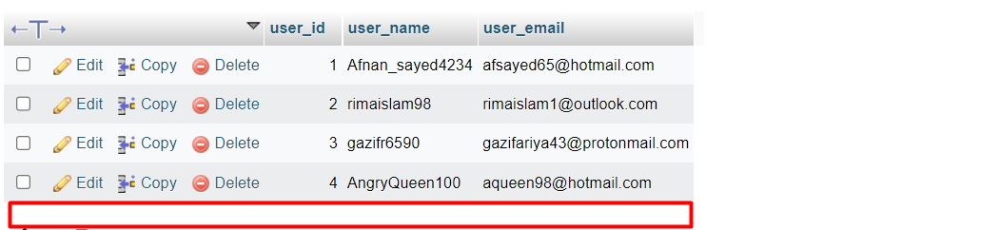 user_id user_name user_email
Edit Copy Delete 1 Afnan_sayed4234 afsayed65@hotmail.com
Edit Copy Delete 2 rimaislam98 rimaislam1@outlook.com
Edit Copy Delete 3 gazifr6590 gazifariya43@protonmail.com
Edit Copy Delete 4 AngryQueen100 aqueen98@hotmail.com